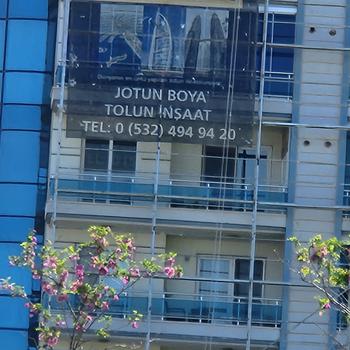 JOTUN BOYA
TOLUN İNŞAAT
TEL: 0 (532) 494 94 20